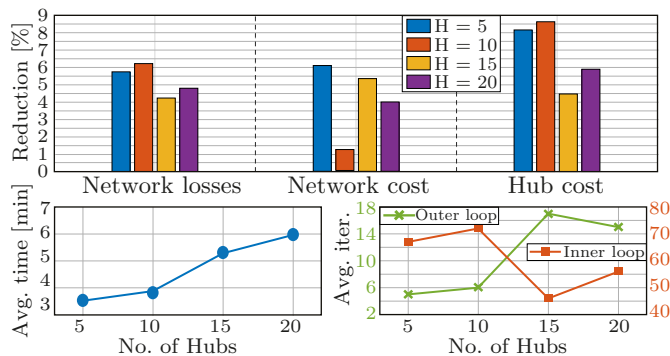 Reduction [%]
9
8
7
6
5
4
3
2
1
0
H = 5
H = 10
H = 15
H = 20
Network losses Network cost Hub cost
Avg. time [min]
7
6
5
4
3
5 10 15 20
No. of Hubs
Avg. iter.
18
14
10
6
2
Outer loop
Inner loop
80
70
60
50
40
5 10 15 20
No. of Hubs